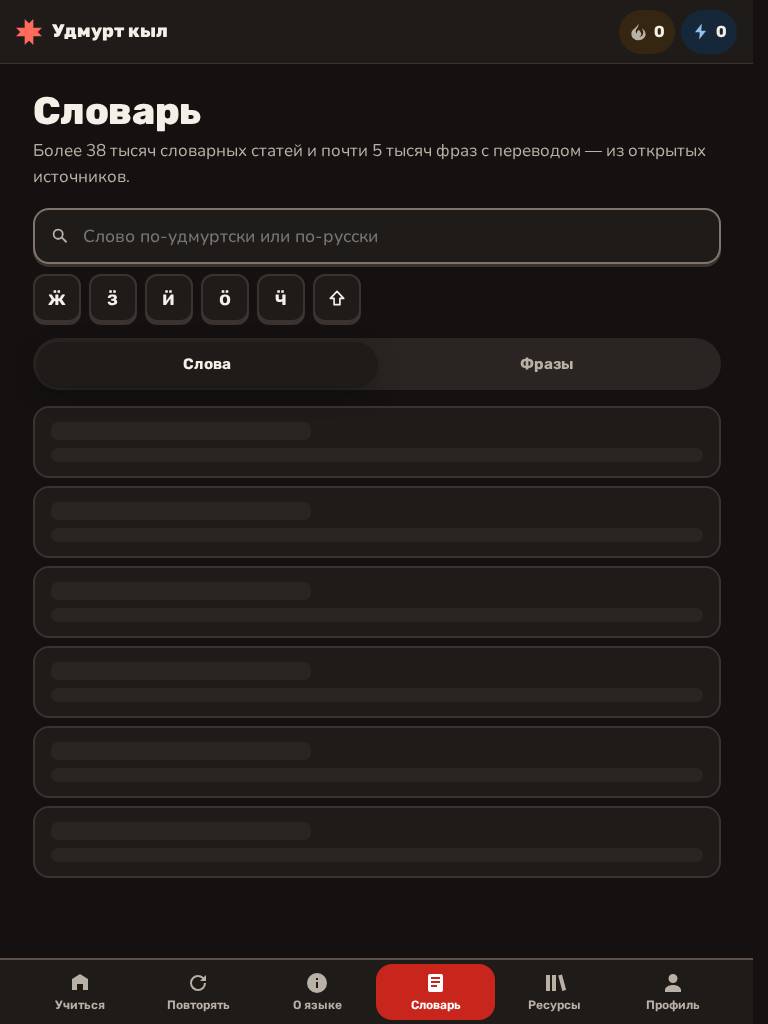 Удмурт кыл
0
0
Словарь
Более 38 тысяч словарных статей и почти 5 тысяч фраз с переводом — из открытых
источников.
Слово по-удмуртски или по-русски
ӝ ӟ ӥ ӧ ӵ
Слова Фразы
Учиться Повторять О языке Словарь Ресурсы Профиль